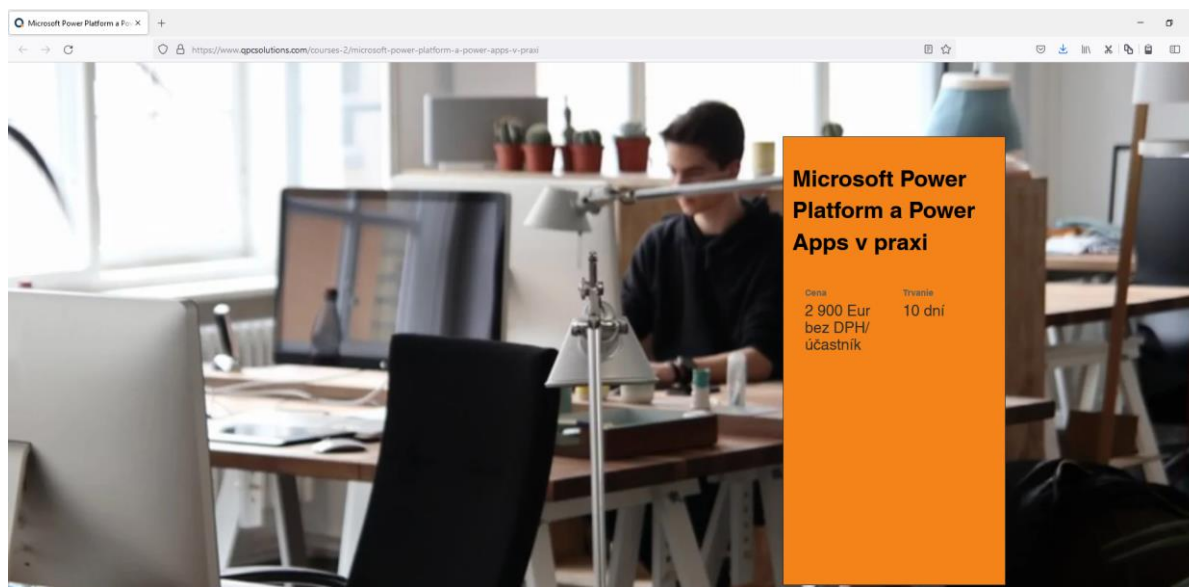 Microsoft Power Platform a Po
https://www.qpcsolutions.com/courses-2/microsoft-power-platform-a-power-apps-v-praxi
Microsoft Power
Platform a Power
Apps v praxi
Cena
Trvanie
2 900 Eur
10 dní
bez DPH/
účastník